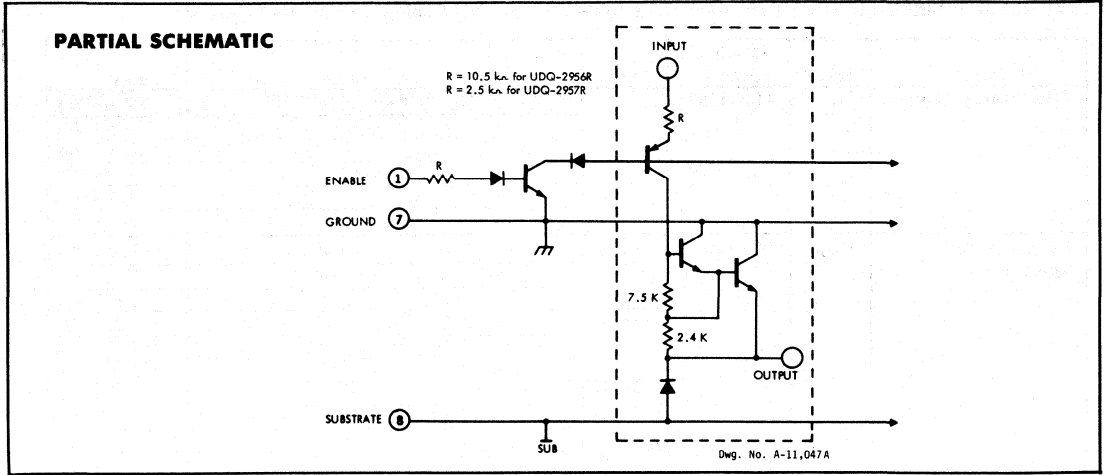 PARTIAL SCHEMATIC
INPUT
R = 10.5 kΩ for UDQ-2956R
R = 2.5 kΩ for UDQ-2957R
R
R
ENABLE 1
GROUND 7
7.5 K
2.4 K
OUTPUT
SUBSTRATE 8
SUB
Dwg. No. A-11,047A